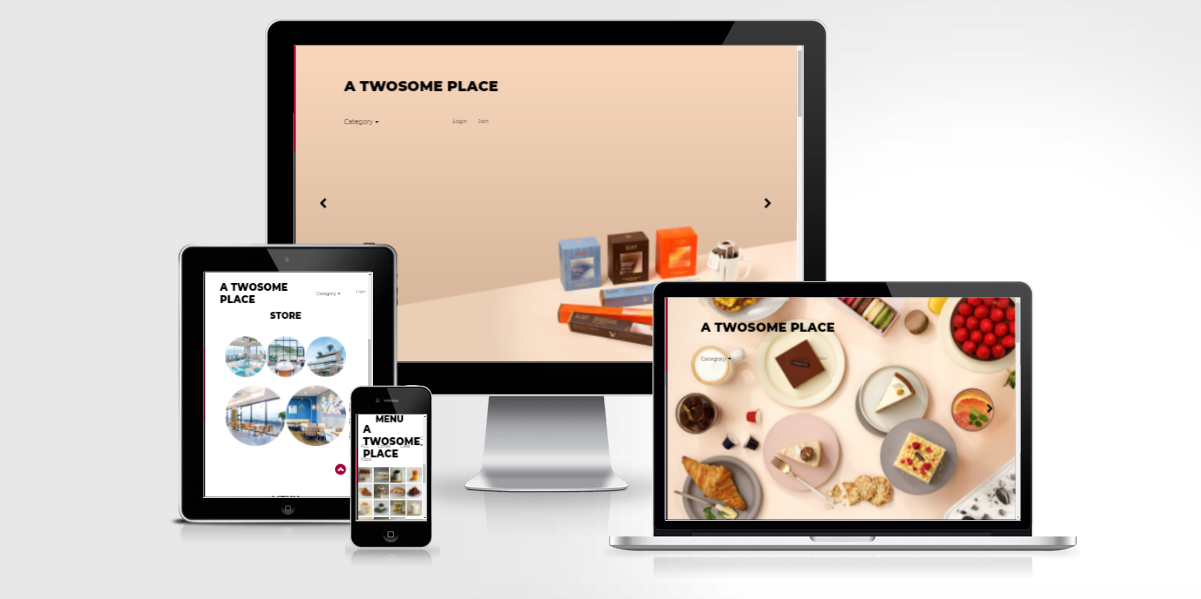 A TWOSOME PLACE
Category
Login Join
A TWOSOME
PLACE
Category
Login
STORE
MENU
A
TWOSOME
PLACE
A TWOSOME PLACE
Category